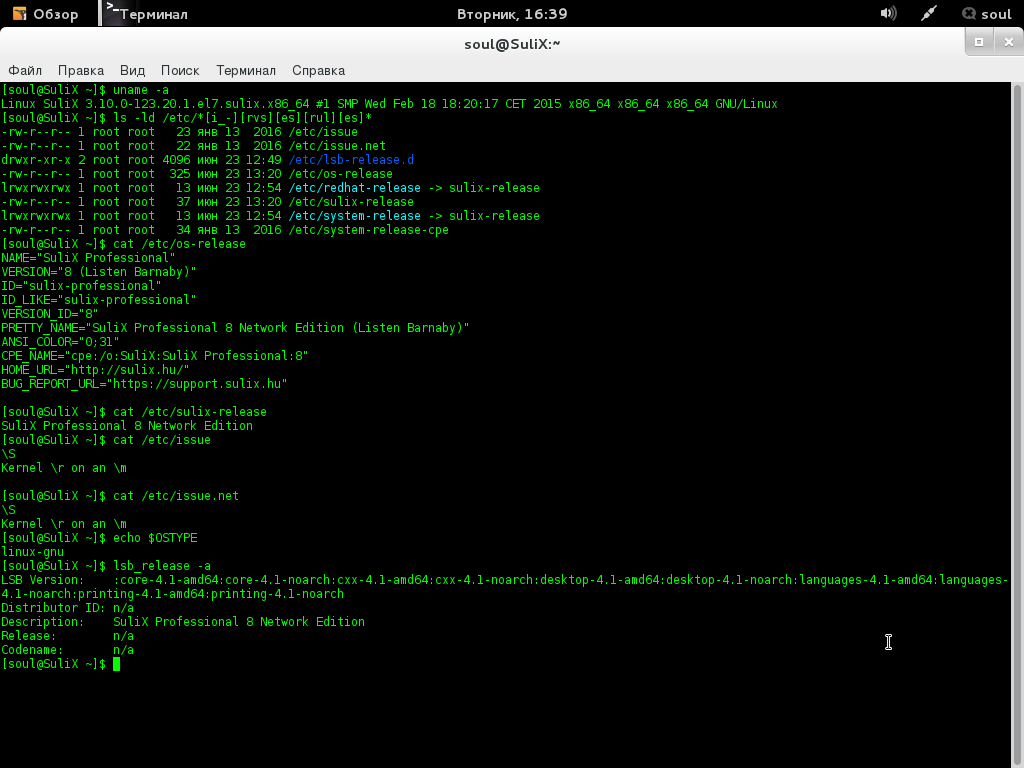 Обзор Терминал Вторник, 16:39 soul
soul@SuliX:~
Файл Правка Вид Поиск Терминал Справка
[soul@SuliX ~]$ uname -a
Linux SuliX 3.10.0-123.20.1.el7.sulix.x86_64 #1 SMP Wed Feb 18 18:20:17 CET 2015 x86_64 x86_64 x86_64 GNU/Linux
[soul@SuliX ~]$ ls -ld /etc/*[i_-][rvs][es][rul][es]*
-rw-r--r-- 1 root root   23 янв 13  2016 /etc/issue
-rw-r--r-- 1 root root   22 янв 13  2016 /etc/issue.net
drwxr-xr-x 2 root root 4096 июн 23 12:49 /etc/lsb-release.d
-rw-r--r-- 1 root root  325 июн 23 13:20 /etc/os-release
lrwxrwxrwx 1 root root   13 июн 23 12:54 /etc/redhat-release -> sulix-release
-rw-r--r-- 1 root root   37 июн 23 13:20 /etc/sulix-release
lrwxrwxrwx 1 root root   13 июн 23 12:54 /etc/system-release -> sulix-release
-rw-r--r-- 1 root root   34 янв 13  2016 /etc/system-release-cpe
[soul@SuliX ~]$ cat /etc/os-release
NAME="SuliX Professional"
VERSION="8 (Listen Barnaby)"
ID="sulix-professional"
ID_LIKE="sulix-professional"
VERSION_ID="8"
PRETTY_NAME="SuliX Professional 8 Network Edition (Listen Barnaby)"
ANSI_COLOR="0;31"
CPE_NAME="cpe:/o:SuliX:SuliX Professional:8"
HOME_URL="http://sulix.hu/"
BUG_REPORT_URL="https://support.sulix.hu"
[soul@SuliX ~]$ cat /etc/sulix-release
SuliX Professional 8 Network Edition
[soul@SuliX ~]$ cat /etc/issue
\S
Kernel \r on an \m
[soul@SuliX ~]$ cat /etc/issue.net
\S
Kernel \r on an \m
[soul@SuliX ~]$ echo $OSTYPE
linux-gnu
[soul@SuliX ~]$ lsb_release -a
LSB Version:    :core-4.1-amd64:core-4.1-noarch:cxx-4.1-amd64:cxx-4.1-noarch:desktop-4.1-amd64:desktop-4.1-noarch:languages-4.1-amd64:languages-
4.1-noarch:printing-4.1-amd64:printing-4.1-noarch
Distributor ID: n/a
Description:    SuliX Professional 8 Network Edition
Release:        n/a
Codename:       n/a
[soul@SuliX ~]$